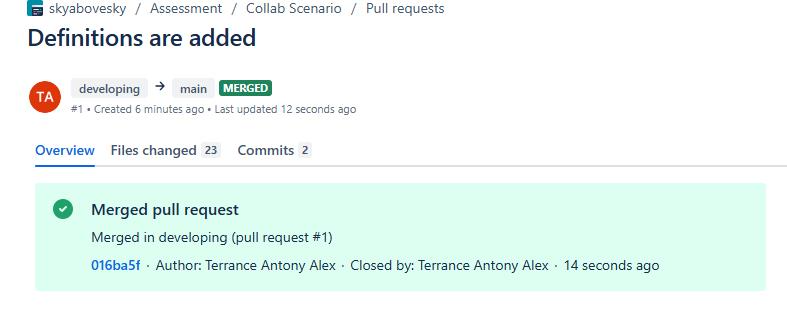 skyabovesky / Assessment / Collab Scenario / Pull requests
Definitions are added
TA developing → main MERGED
#1 • Created 6 minutes ago • Last updated 12 seconds ago
Overview Files changed 23 Commits 2
Merged pull request
Merged in developing (pull request #1)
016ba5f · Author: Terrance Antony Alex · Closed by: Terrance Antony Alex · 14 seconds ago